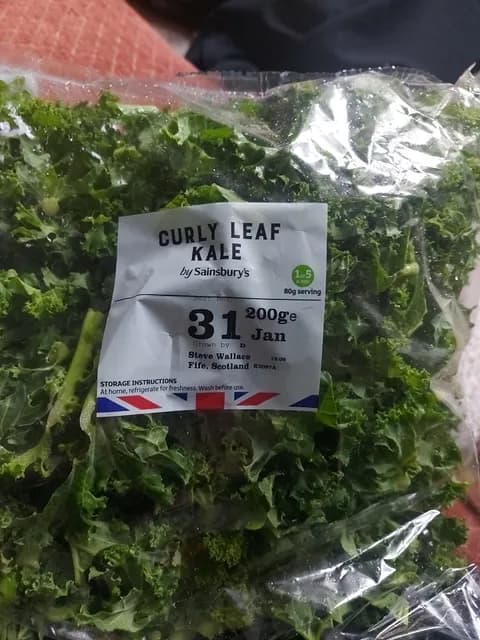 CURLY LEAF
KALE
by Sainsbury's
1 of 5
80g serving
200ge
31 Jan
Grown by D
Steve Wallace
Fife, Scotland
STORAGE INSTRUCTIONS
At home, refrigerate for freshness. Wash before use.